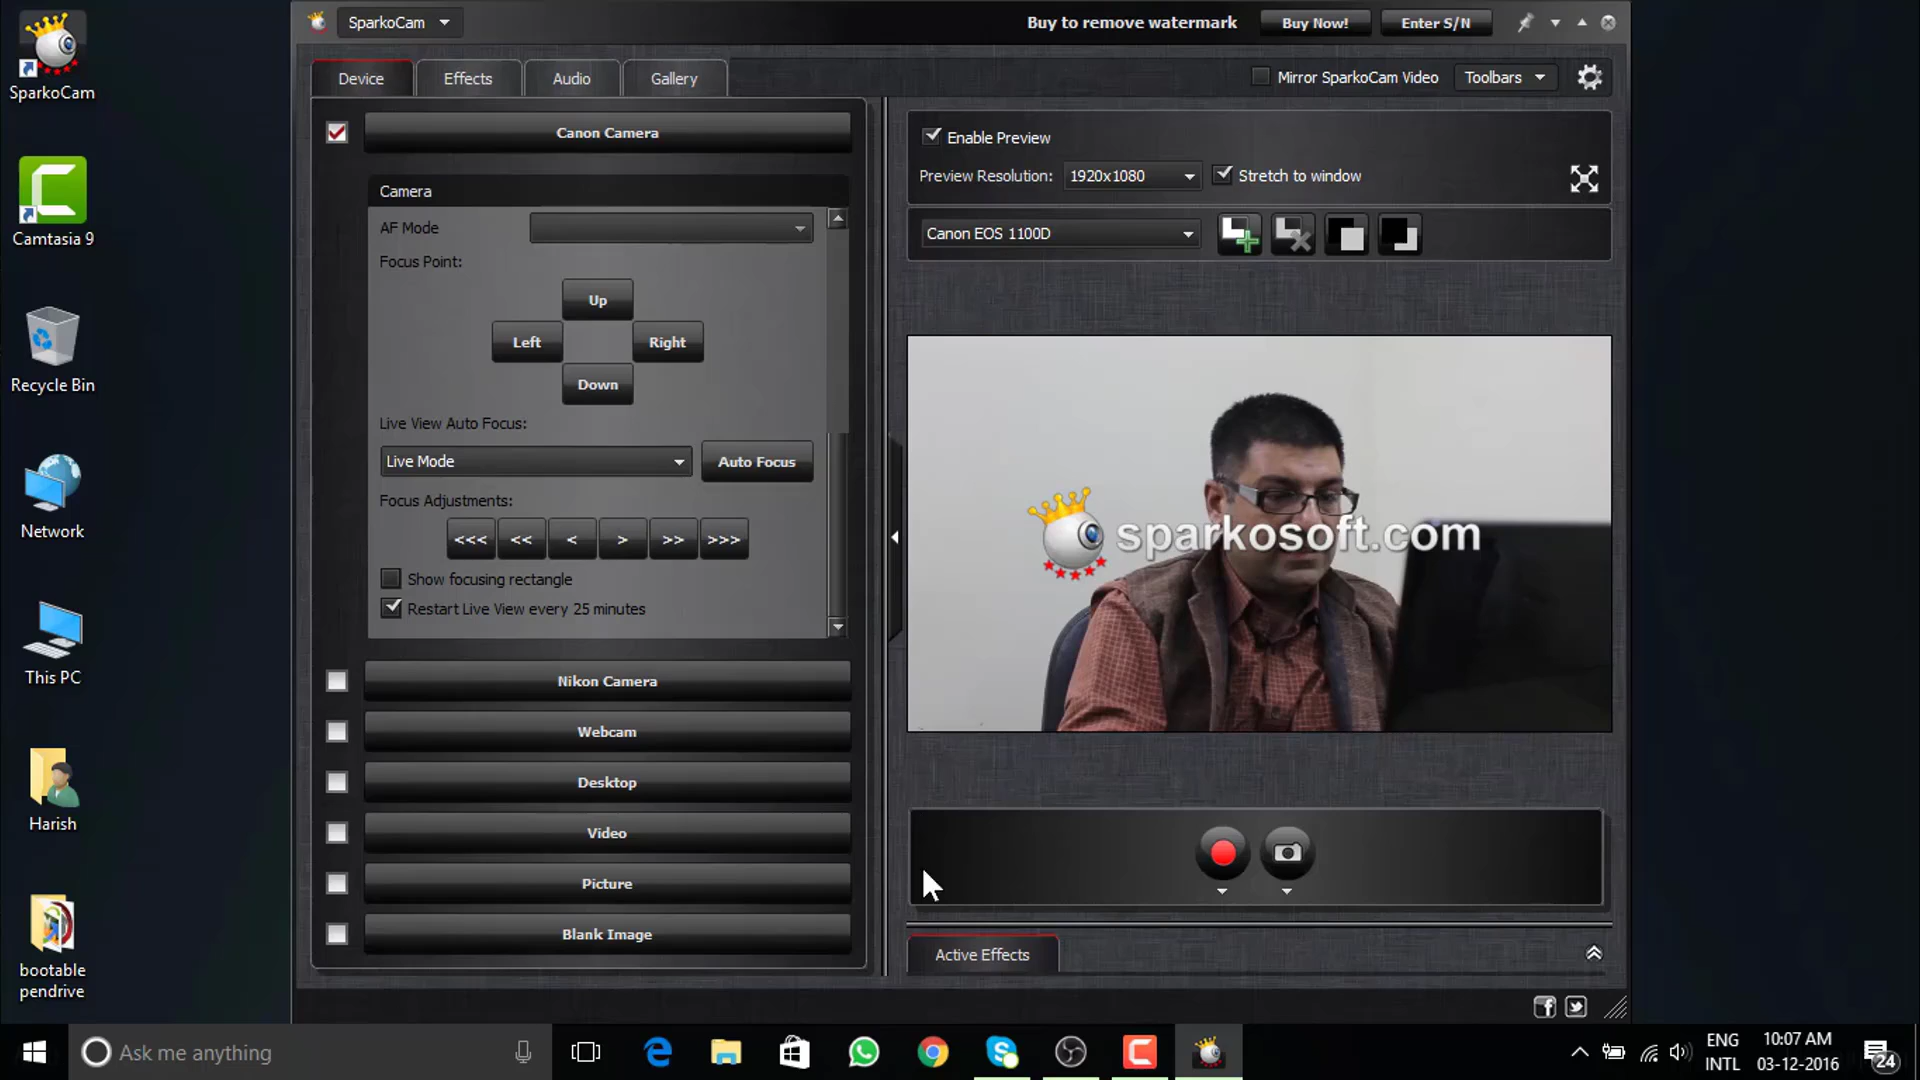 SparkoCam
Camtasia 9
Recycle Bin
Network
This PC
Harish
bootable
pendrive
SparkoCam
Buy to remove watermark
Buy Now!
Enter S/N
Device
Effects
Audio
Gallery
Mirror SparkoCam Video
Toolbars
Canon Camera
Camera
AF Mode
Focus Point:
Up
Left
Right
Down
Live View Auto Focus:
Live Mode
Auto Focus
Focus Adjustments:
<<< << < > >> >>>
Show focusing rectangle
Restart Live View every 25 minutes
Nikon Camera
Webcam
Desktop
Video
Picture
Blank Image
Enable Preview
Preview Resolution: 1920x1080
Stretch to window
Canon EOS 1100D
sparkosoft.com
Active Effects
Ask me anything
ENG
INTL
10:07 AM
03-12-2016
24